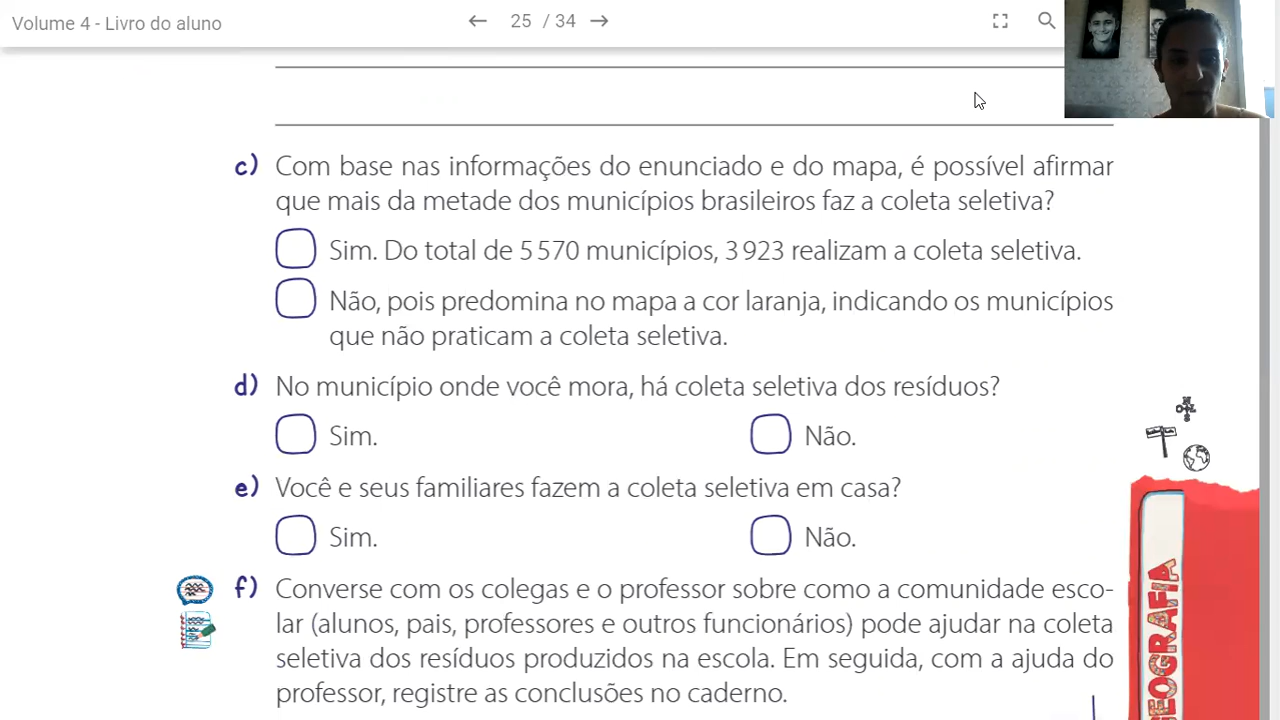 Volume 4 - Livro do aluno
25 / 34
c) Com base nas informações do enunciado e do mapa, é possível afirmar
que mais da metade dos municípios brasileiros faz a coleta seletiva?
Sim. Do total de 5 570 municípios, 3 923 realizam a coleta seletiva.
Não, pois predomina no mapa a cor laranja, indicando os municípios
que não praticam a coleta seletiva.
d) No município onde você mora, há coleta seletiva dos resíduos?
Sim. Não.
e) Você e seus familiares fazem a coleta seletiva em casa?
Sim. Não.
f) Converse com os colegas e o professor sobre como a comunidade esco-
lar (alunos, pais, professores e outros funcionários) pode ajudar na coleta
seletiva dos resíduos produzidos na escola. Em seguida, com a ajuda do
professor, registre as conclusões no caderno.
EOGRAFIA